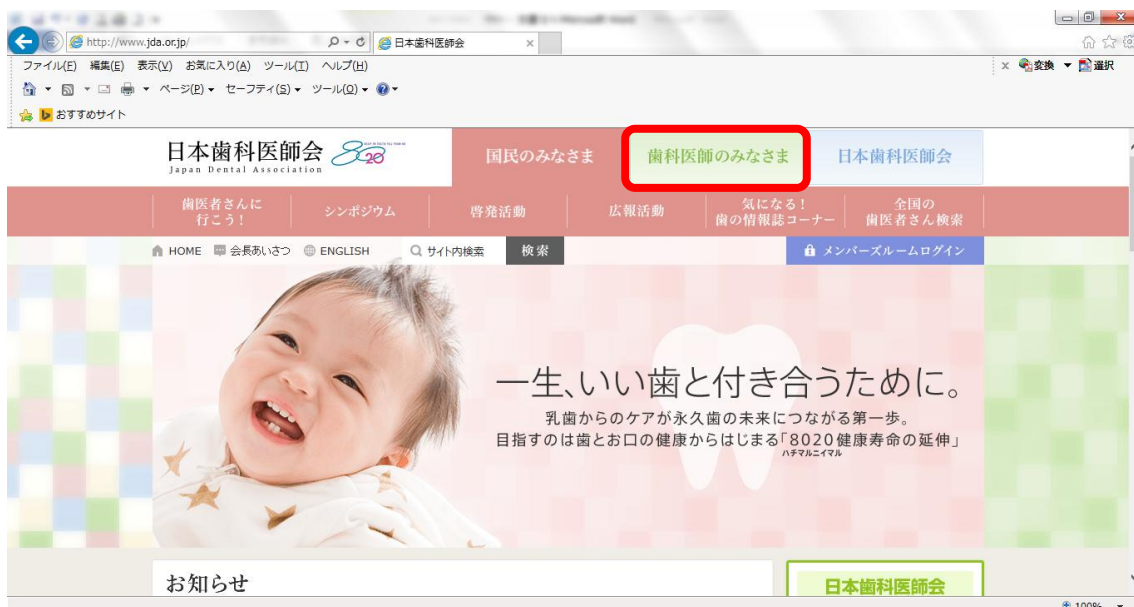 http://www.jda.or.jp/
日本歯科医師会
ファイル(F) 編集(E) 表示(V) お気に入り(A) ツール(T) ヘルプ(H)
変換 選択
ページ(P) セーフティ(S) ツール(O)
おすすめサイト
日本歯科医師会 8020
Japan Dental Association
国民のみなさま
歯科医師のみなさま
日本歯科医師会
歯医者さんに
行こう!
シンポジウム
啓発活動
広報活動
気になる!
歯の情報誌コーナー
全国の
歯医者さん検索
HOME 会長あいさつ ENGLISH サイト内検索 検索 メンバーズルームログイン
一生、いい歯と付き合うために。
乳歯からのケアが永久歯の未来につながる第一歩。
目指すのは歯とお口の健康からはじまる「8020健康寿命の延伸」
ハチマルニイマル
お知らせ
日本歯科医師会
100%